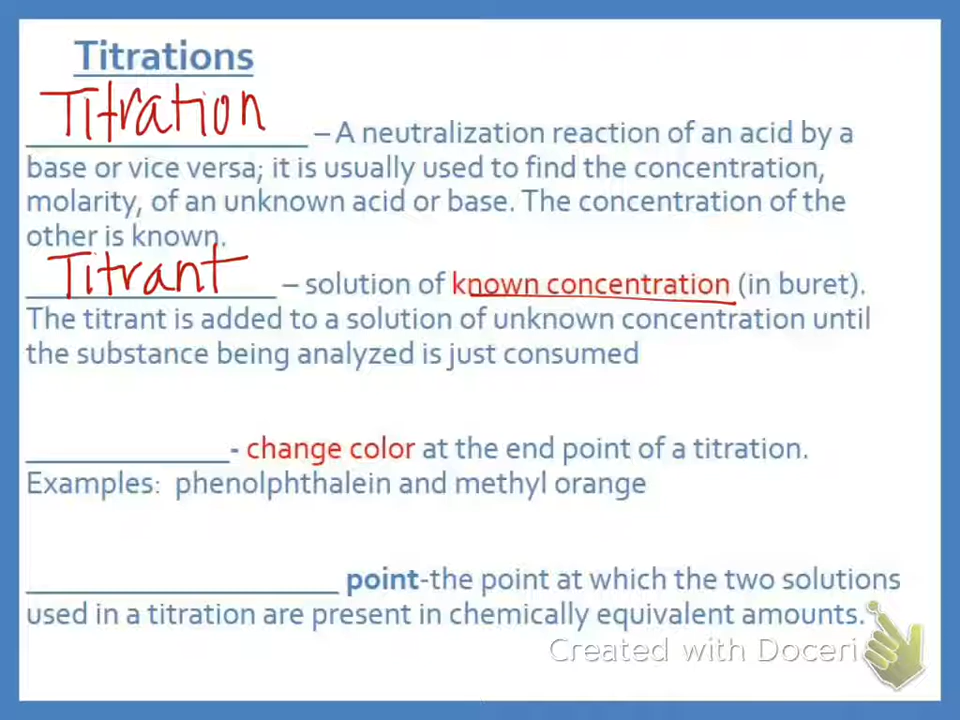 Titrations
Titration – A neutralization reaction of an acid by a
base or vice versa; it is usually used to find the concentration,
molarity, of an unknown acid or base. The concentration of the
other is known.
Titrant – solution of known concentration (in buret).
The titrant is added to a solution of unknown concentration until
the substance being analyzed is just consumed
____________- change color at the end point of a titration.
Examples: phenolphthalein and methyl orange
__________________ point-the point at which the two solutions
used in a titration are present in chemically equivalent amounts.
Created with Doceri